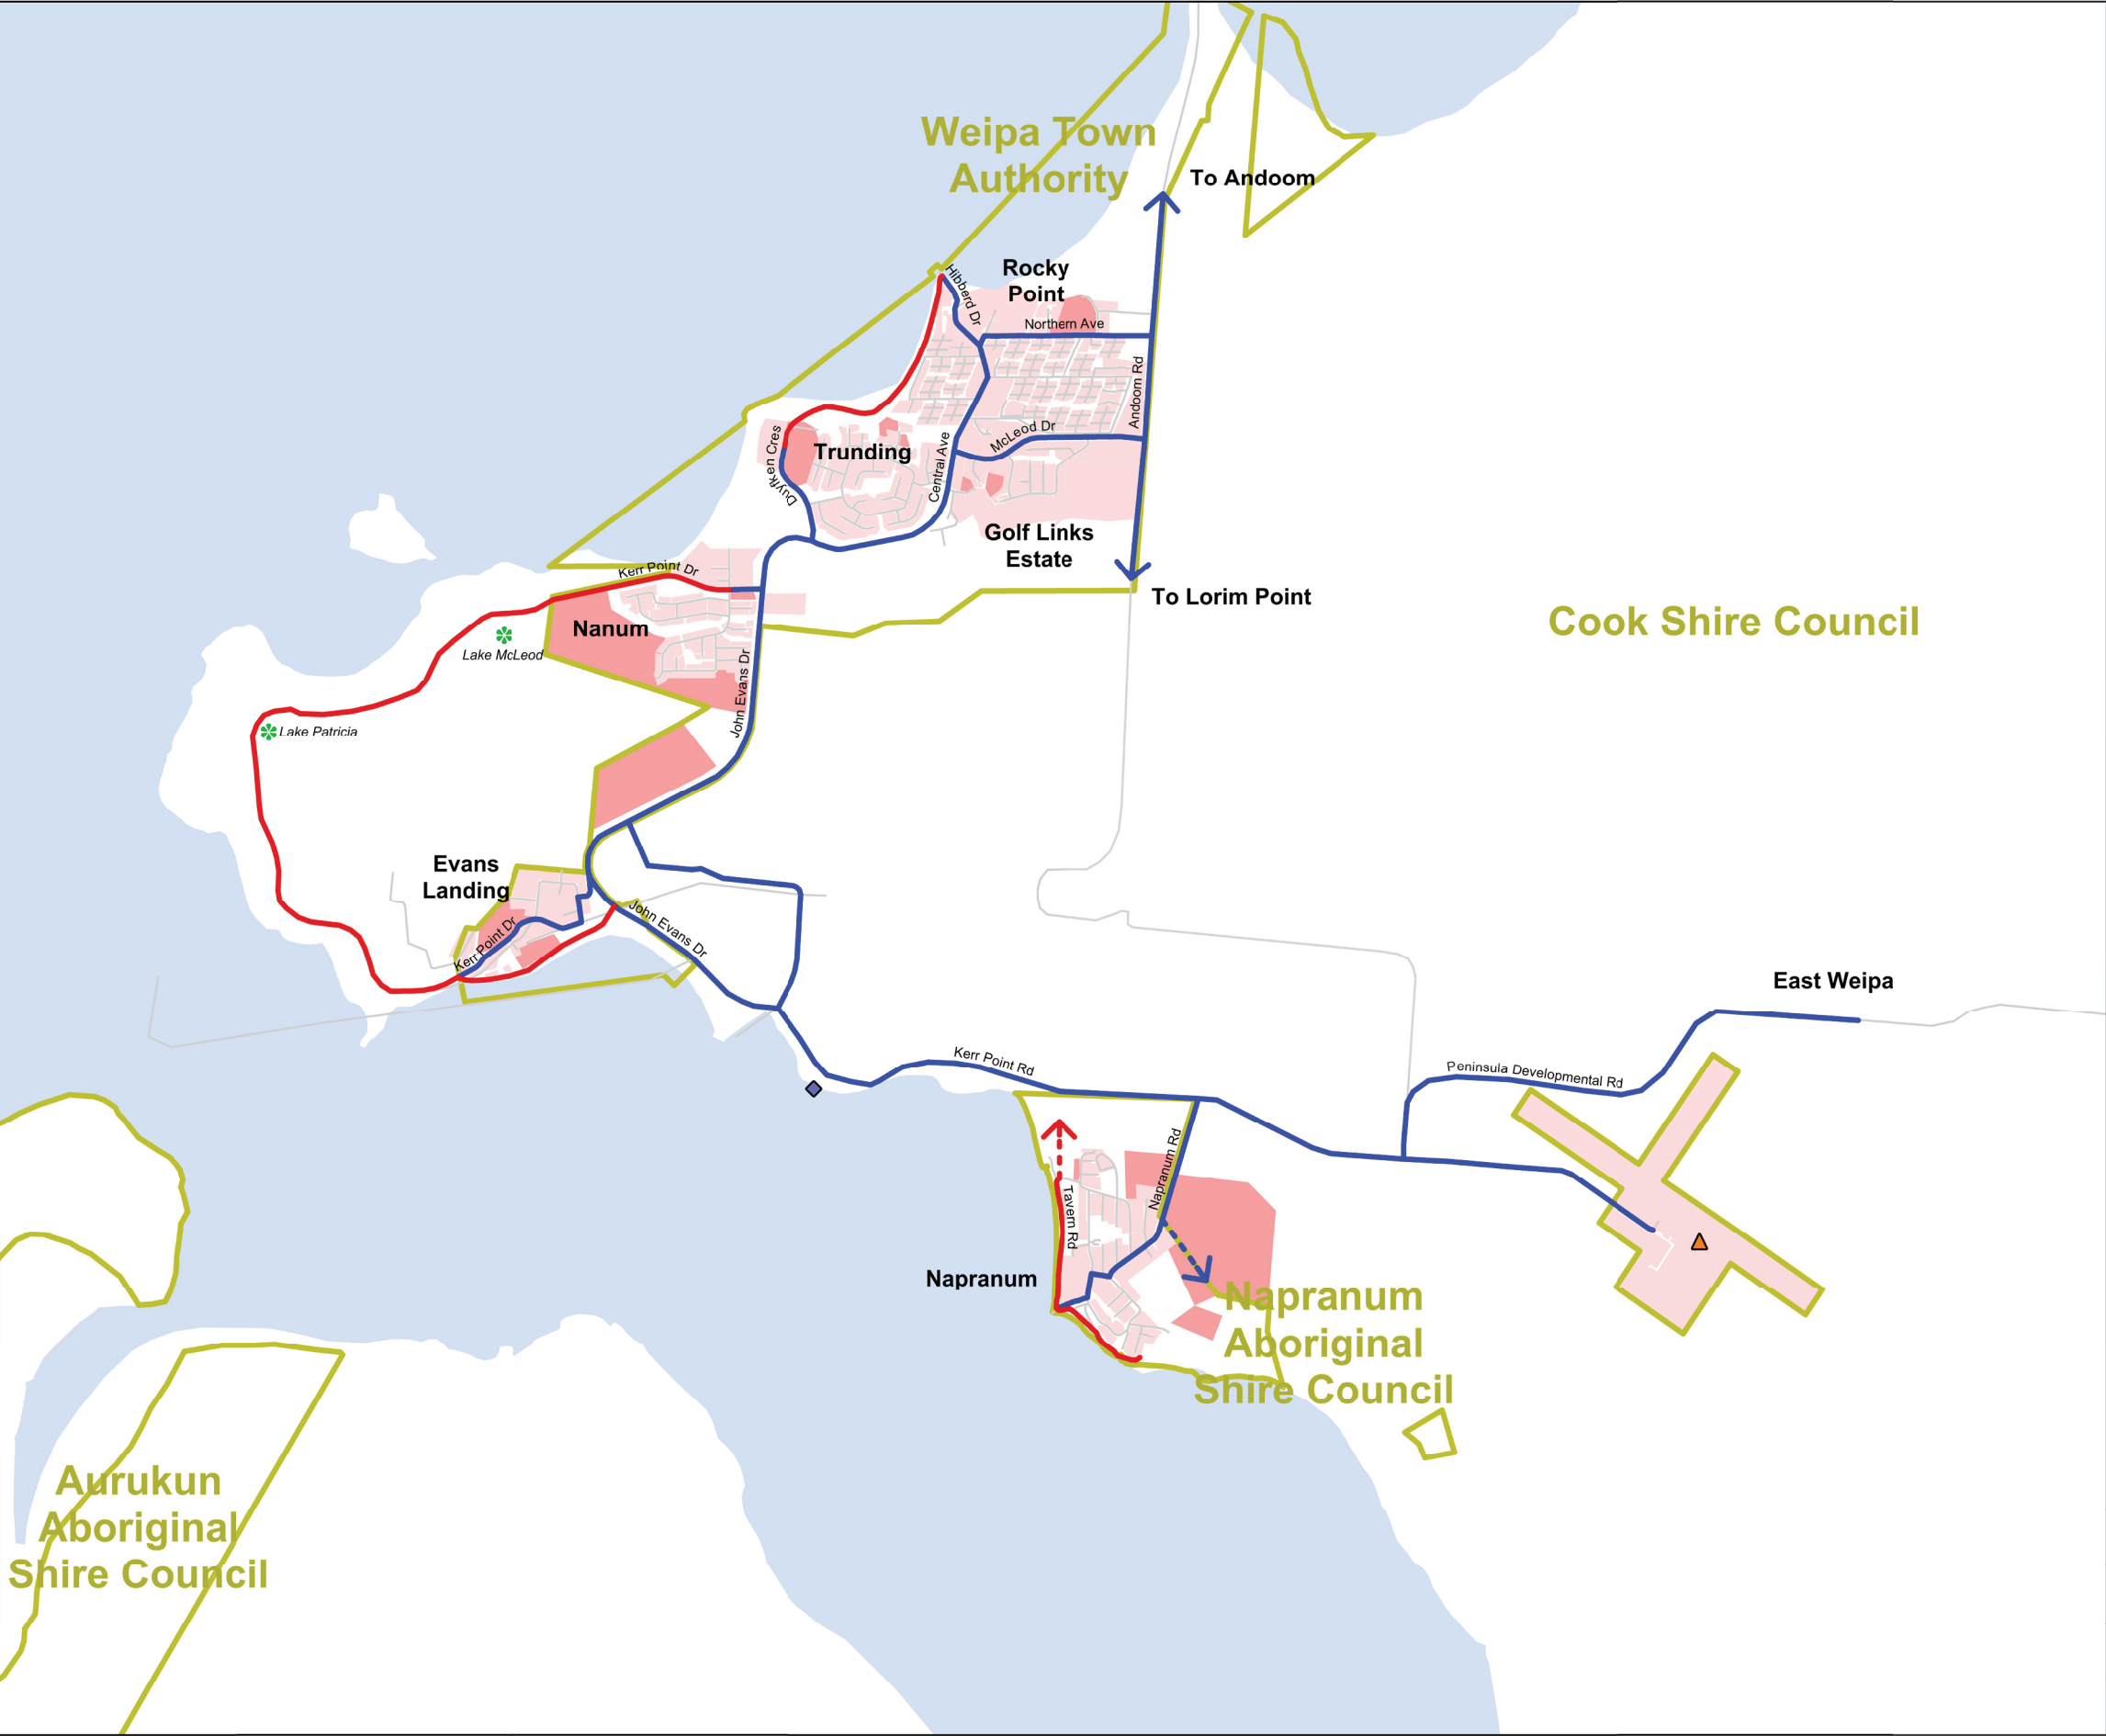 Weipa Town
Authority
To Andoom
Rocky
Point
Hibberd Dr
Northern Ave
Andoom Rd
McLeod Dr
Trunding
Central Ave
Duyfken Cres
Golf Links
Estate
To Lorim Point
Cook Shire Council
Kerr Point Dr
Nanum
Lake McLeod
John Evans Dr
Lake Patricia
Evans
Landing
Kerr Point Dr
John Evans Dr
East Weipa
Kerr Point Rd
Peninsula Developmental Rd
Napranum Rd
Tavern Rd
Napranum
Napranum
Aboriginal
Shire Council
Aurukun
Aboriginal
Shire Council